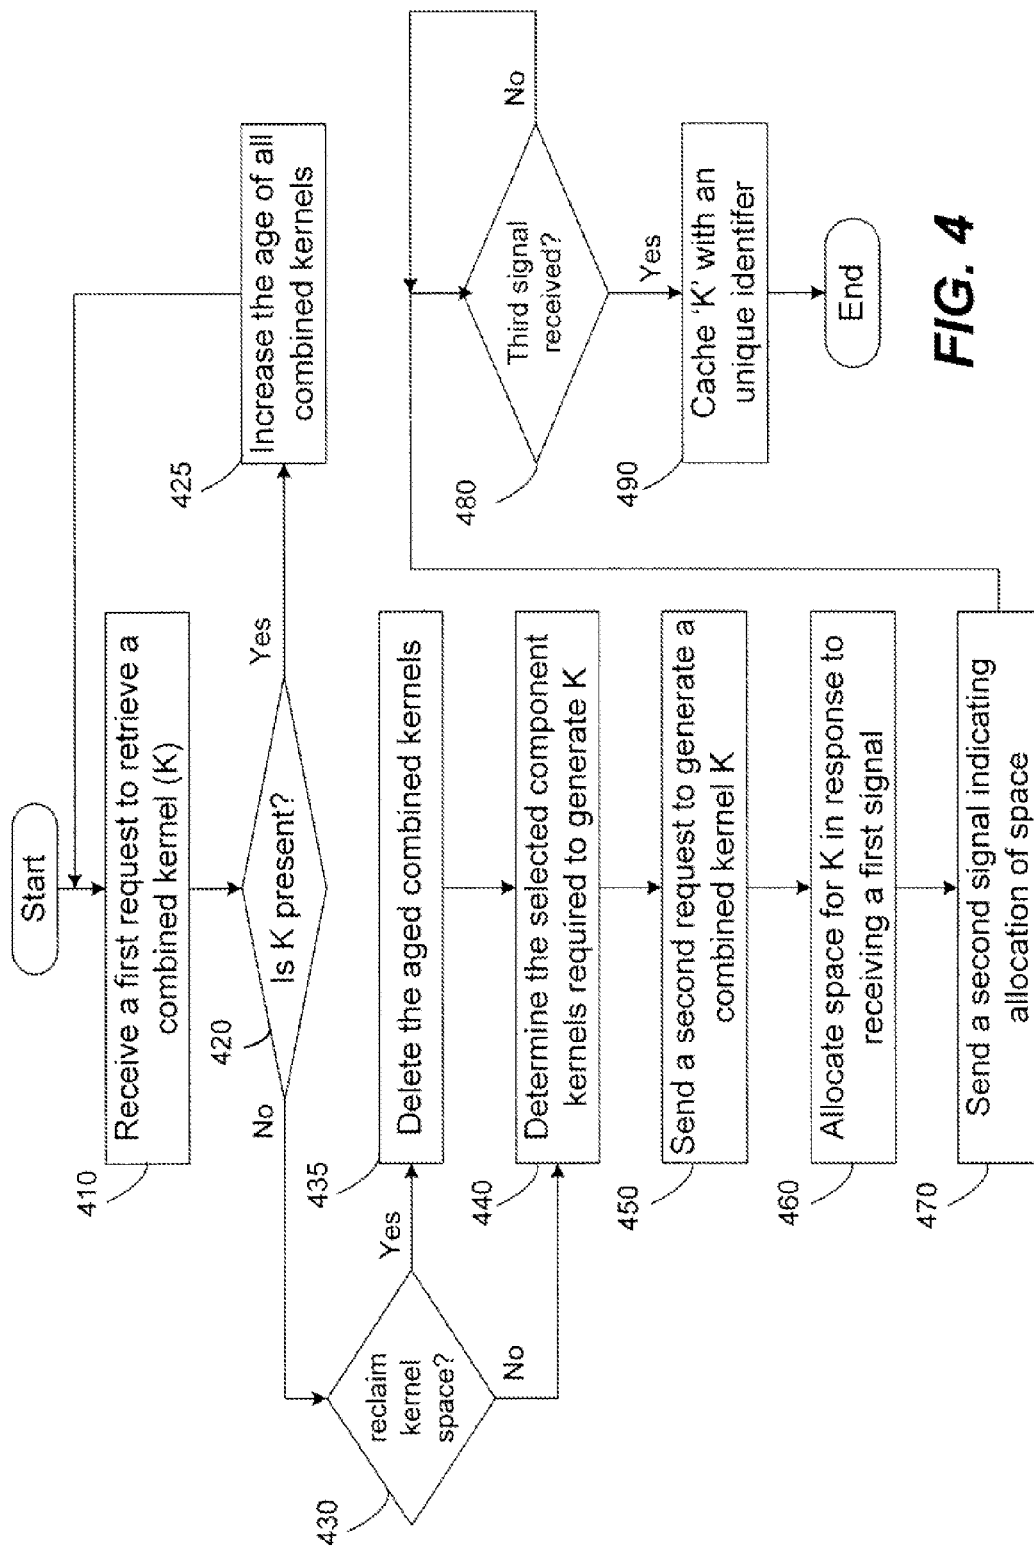 Start
410
Receive a first request to retrieve a
combined kernel (K)
420
Is K present?
Yes
No
425
Increase the age of all
combined kernels
430
reclaim
kernel
space?
Yes
No
435
Delete the aged combined kernels
440
Determine the selected component
kernels required to generate K
450
Send a second request to generate a
combined kernel K
460
Allocate space for K in response to
receiving a first signal
470
Send a second signal indicating
allocation of space
480
Third signal
received?
No
Yes
490
Cache 'K' with an
unique identifer
End
FIG. 4